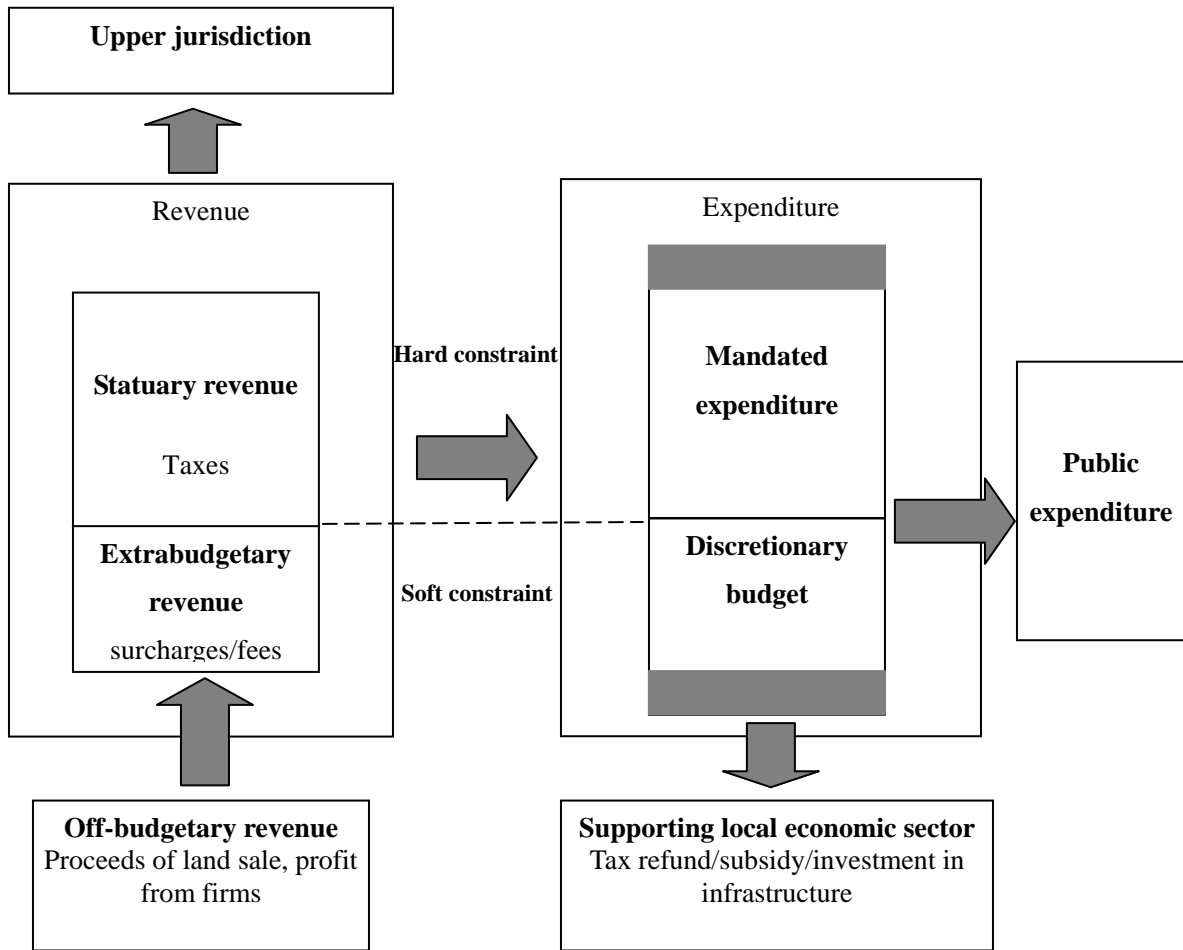 Upper jurisdiction
Revenue
Statuary revenue
Taxes
Extrabudgetary
revenue
surcharges/fees
Off-budgetary revenue
Proceeds of land sale, profit
from firms
Hard constraint
Soft constraint
Expenditure
Mandated
expenditure
Discretionary
budget
Supporting local economic sector
Tax refund/subsidy/investment in
infrastructure
Public
expenditure